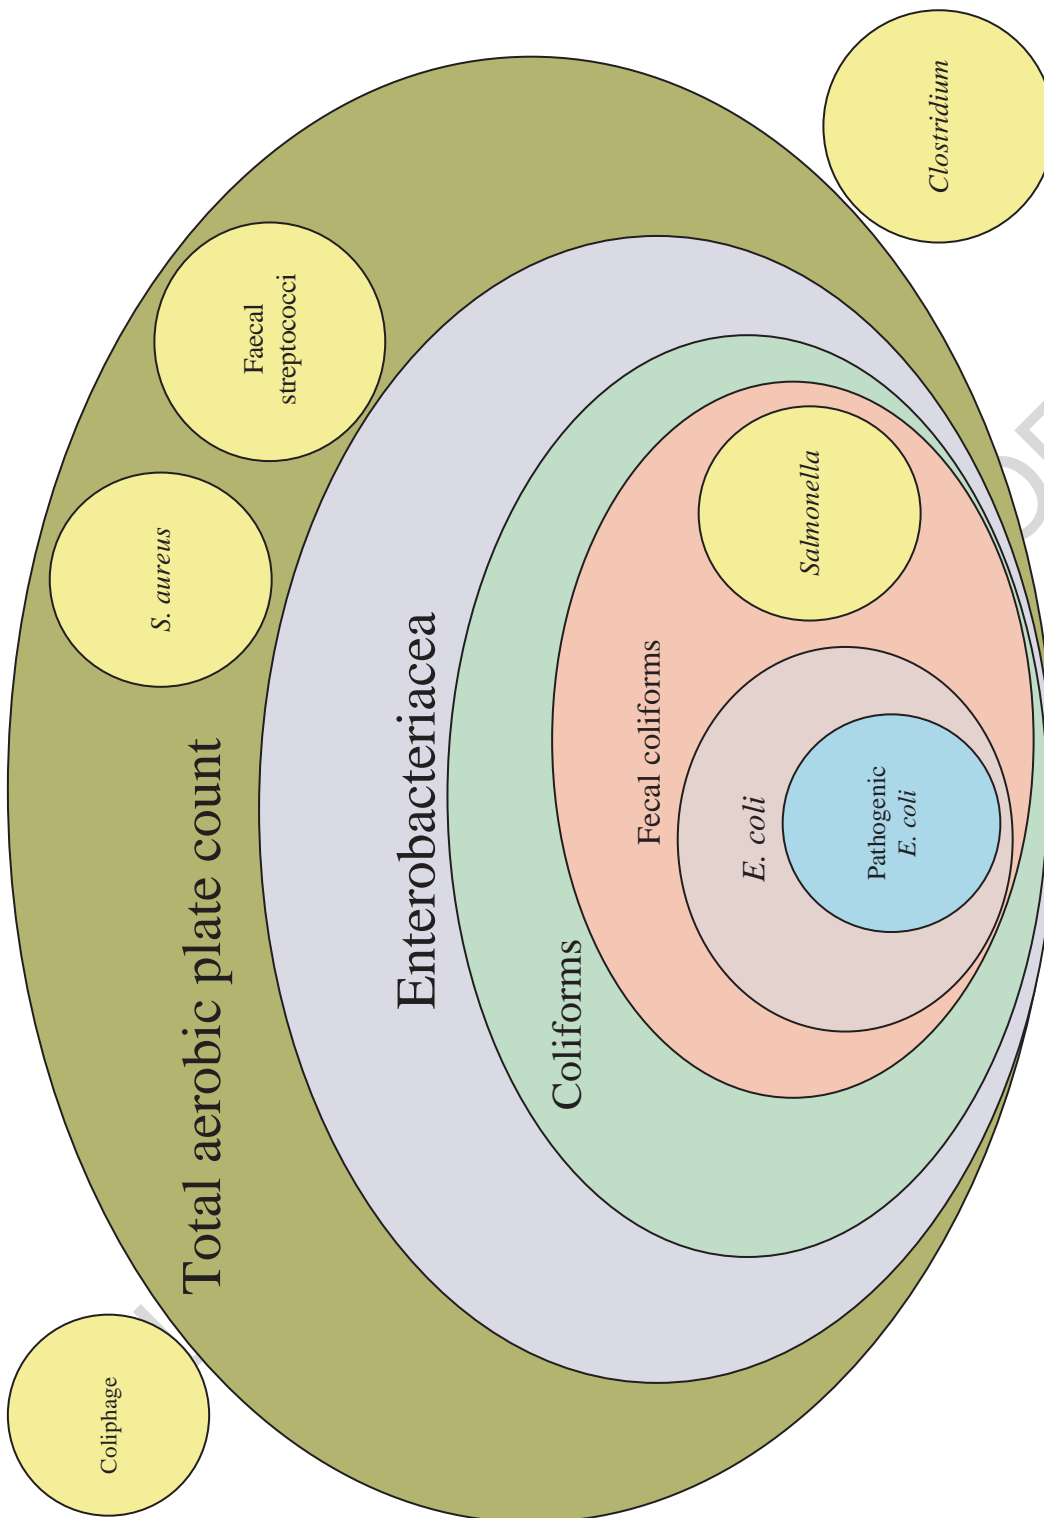 Clostridium
Faecal
streptococci
S. aureus
Total aerobic plate count
Enterobacteriacea
Coliforms
Fecal coliforms
Salmonella
E. coli
Pathogenic
E. coli
Coliphage